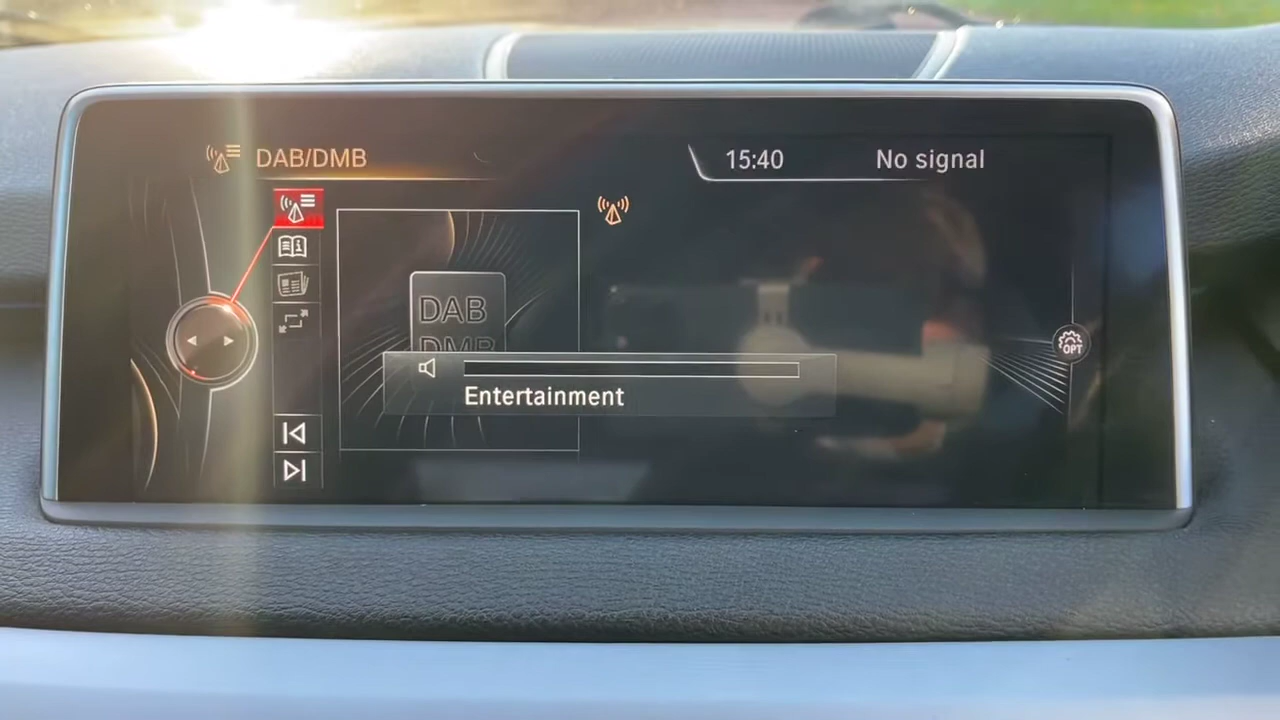 DAB/DMB
15:40
No signal
DAB
DMB
Entertainment
OPT